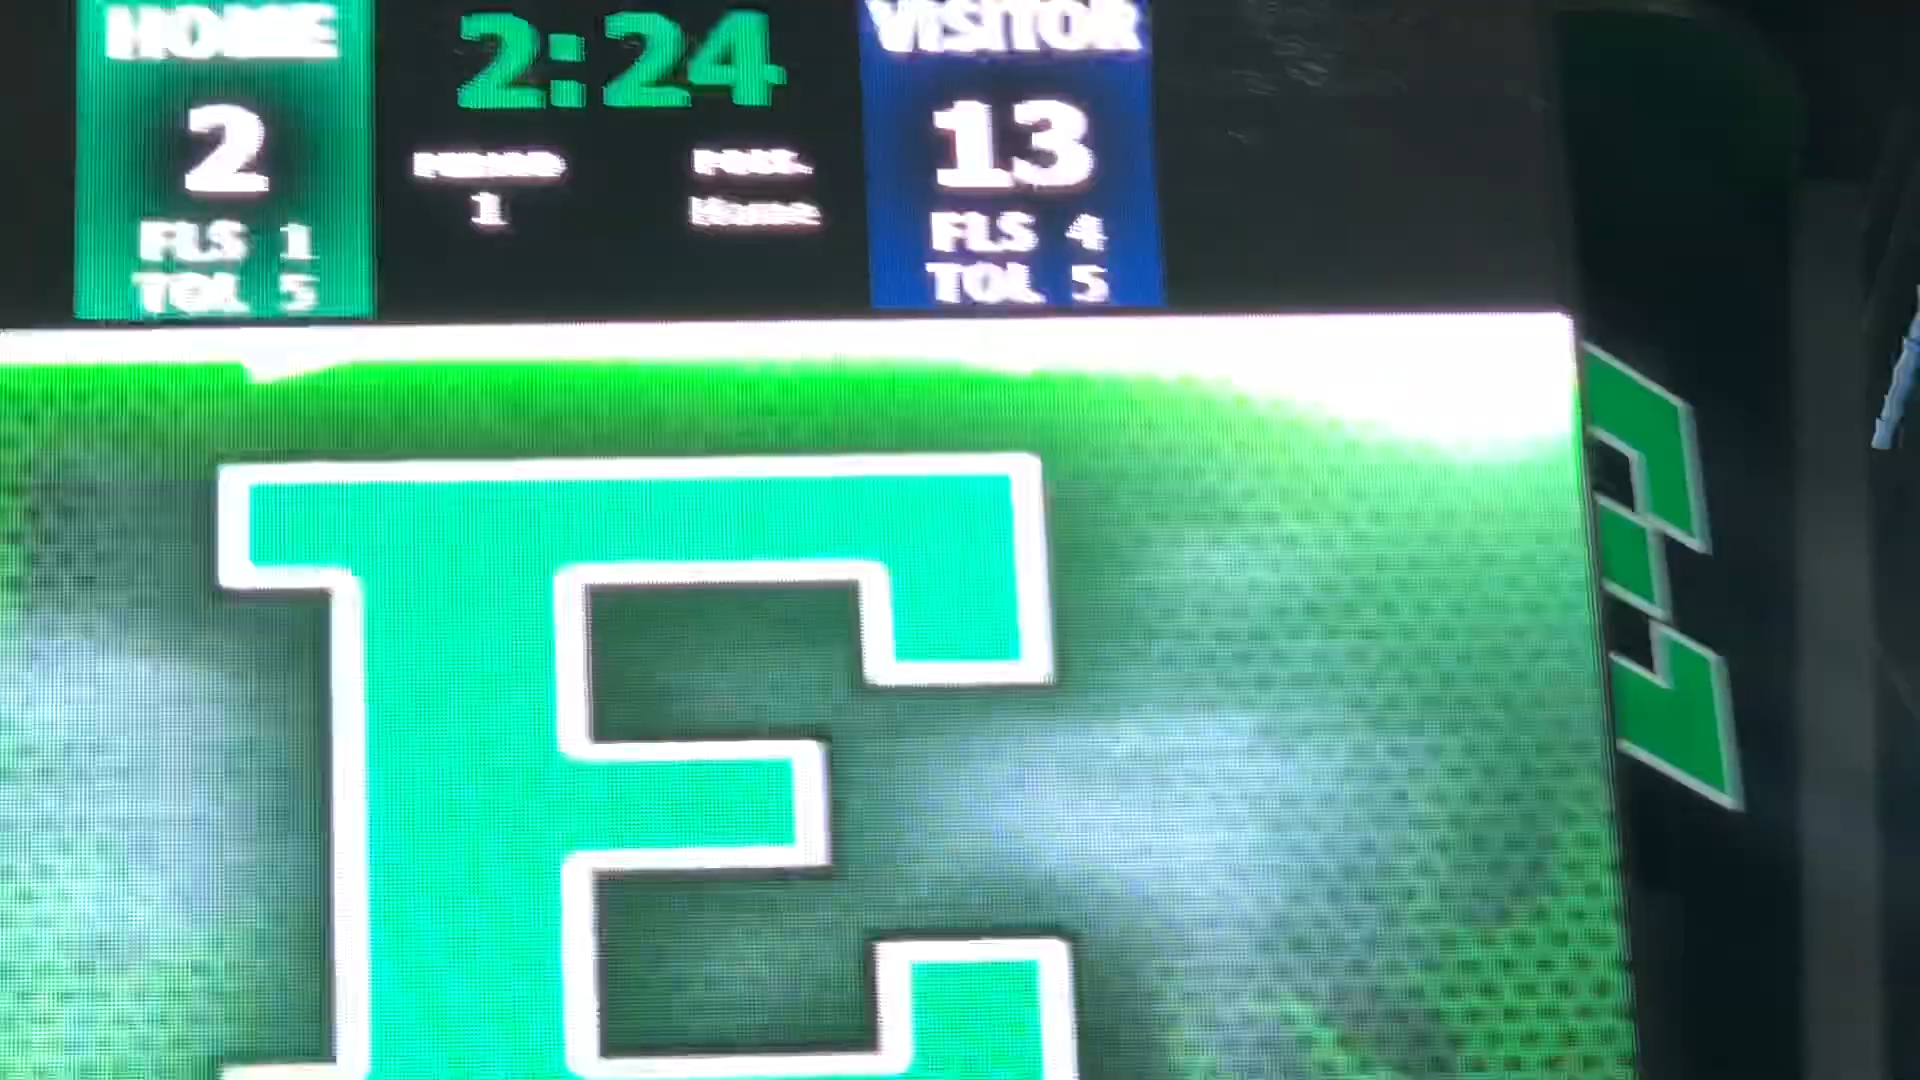 HOME
2:24
VISITOR
2
13
PERIOD
POSS.
1
Home
FLS 1
TOL 5
FLS 4
TOL 5
E
E